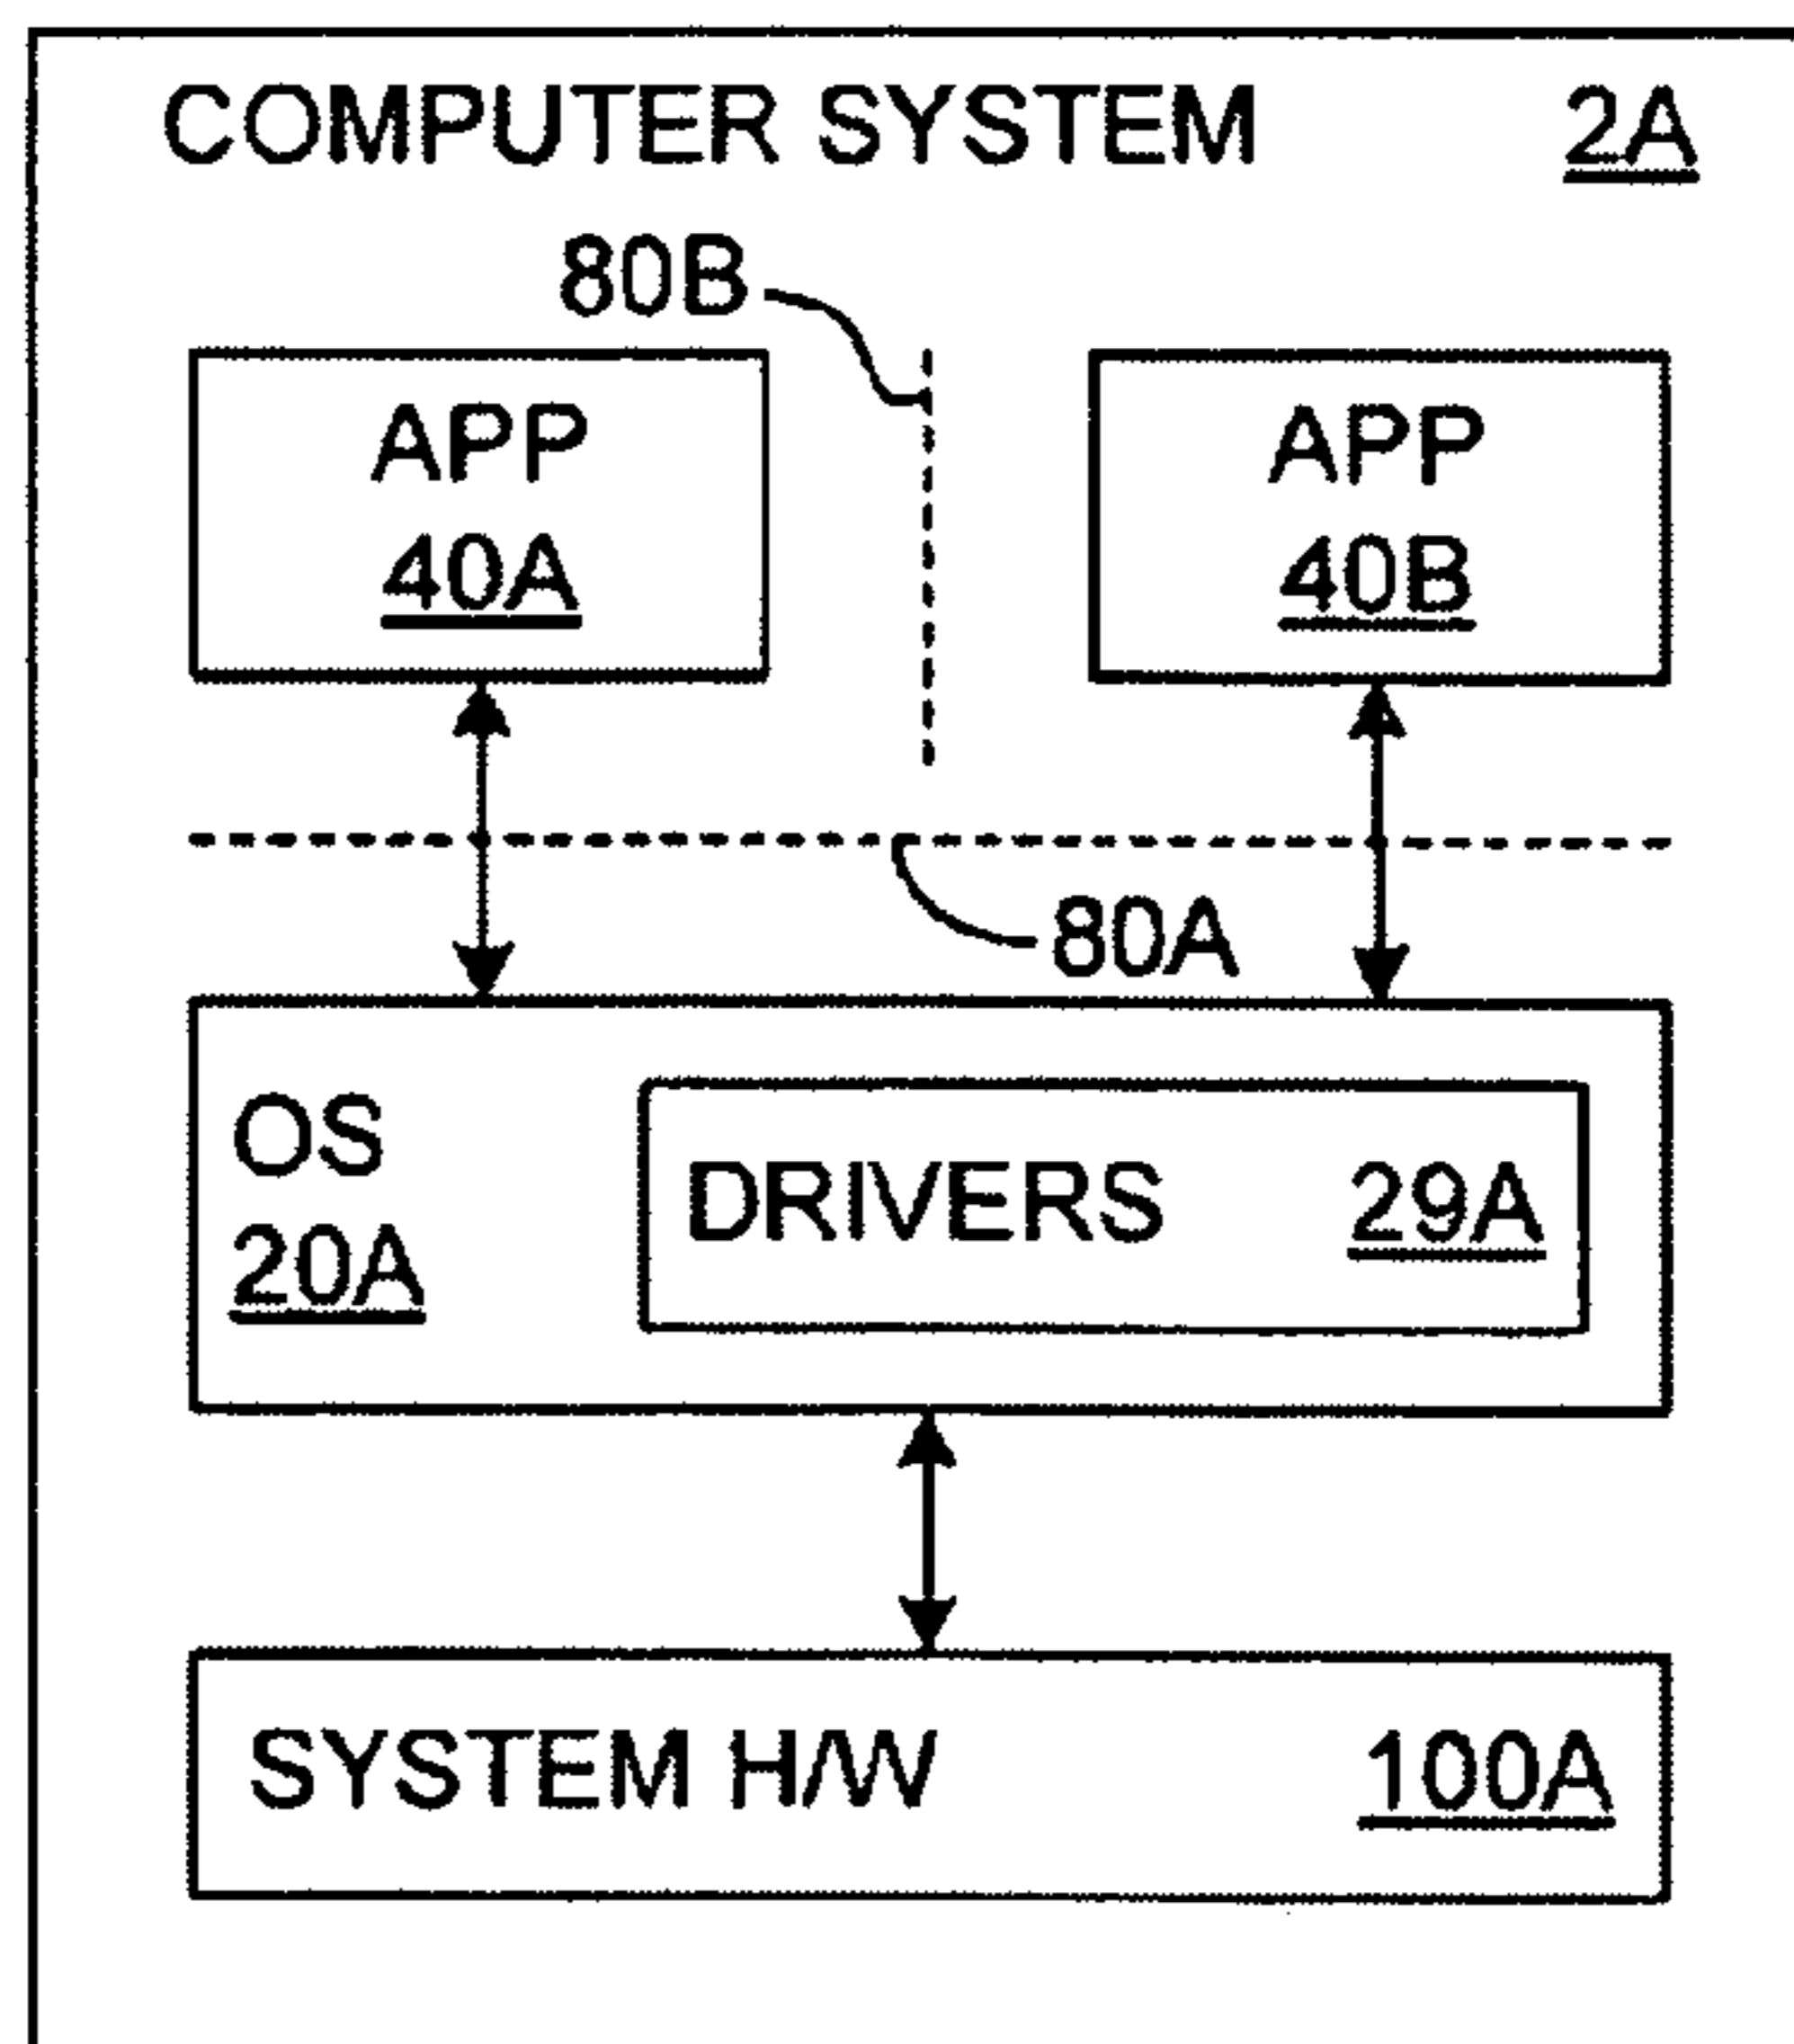 COMPUTER SYSTEM 2A
80B
APP
40A
APP
40B
80A
OS
20A
DRIVERS 29A
SYSTEM H/W 100A